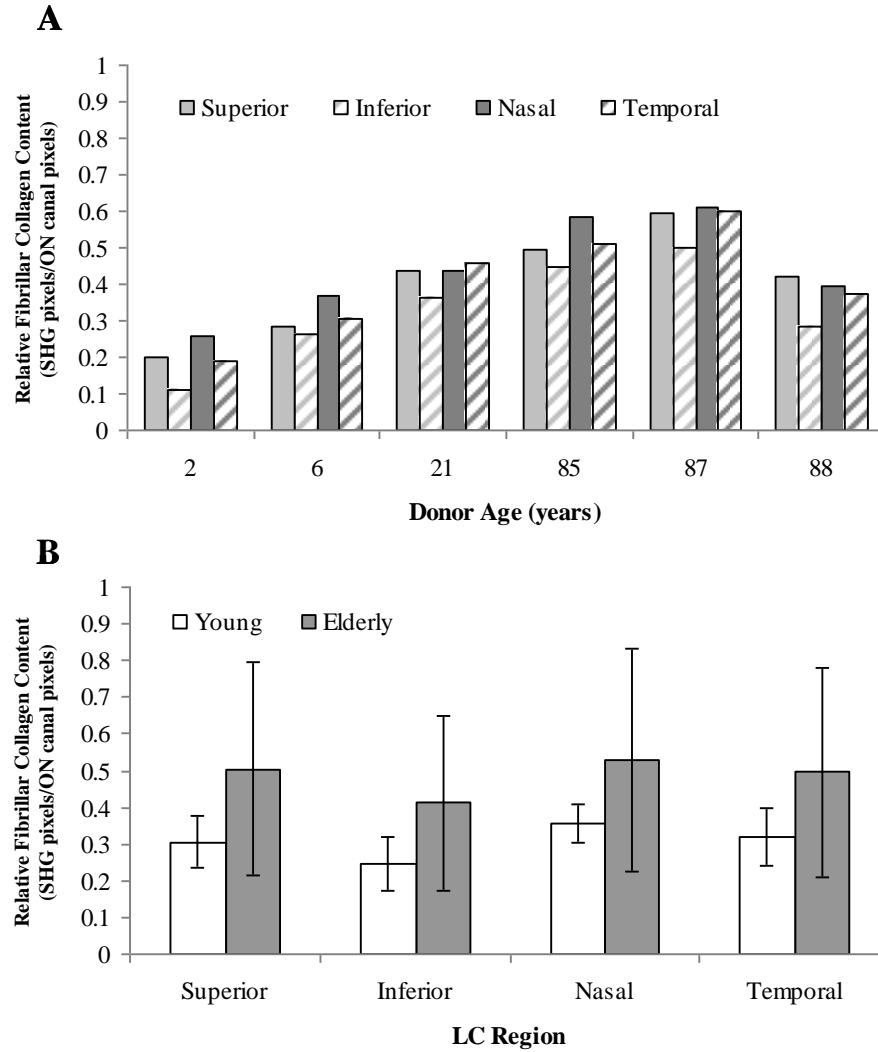 A
1
0.9
0.8
0.7
0.6
0.5
0.4
0.3
0.2
0.1
0
Relative Fibrillar Collagen Content
(SHG pixels/ON canal pixels)
Superior Inferior Nasal Temporal
2 6 21 85 87 88
Donor Age (years)
B
1
0.9
0.8
0.7
0.6
0.5
0.4
0.3
0.2
0.1
0
Relative Fibrillar Collagen Content
(SHG pixels/ON canal pixels)
Young Elderly
Superior Inferior Nasal Temporal
LC Region